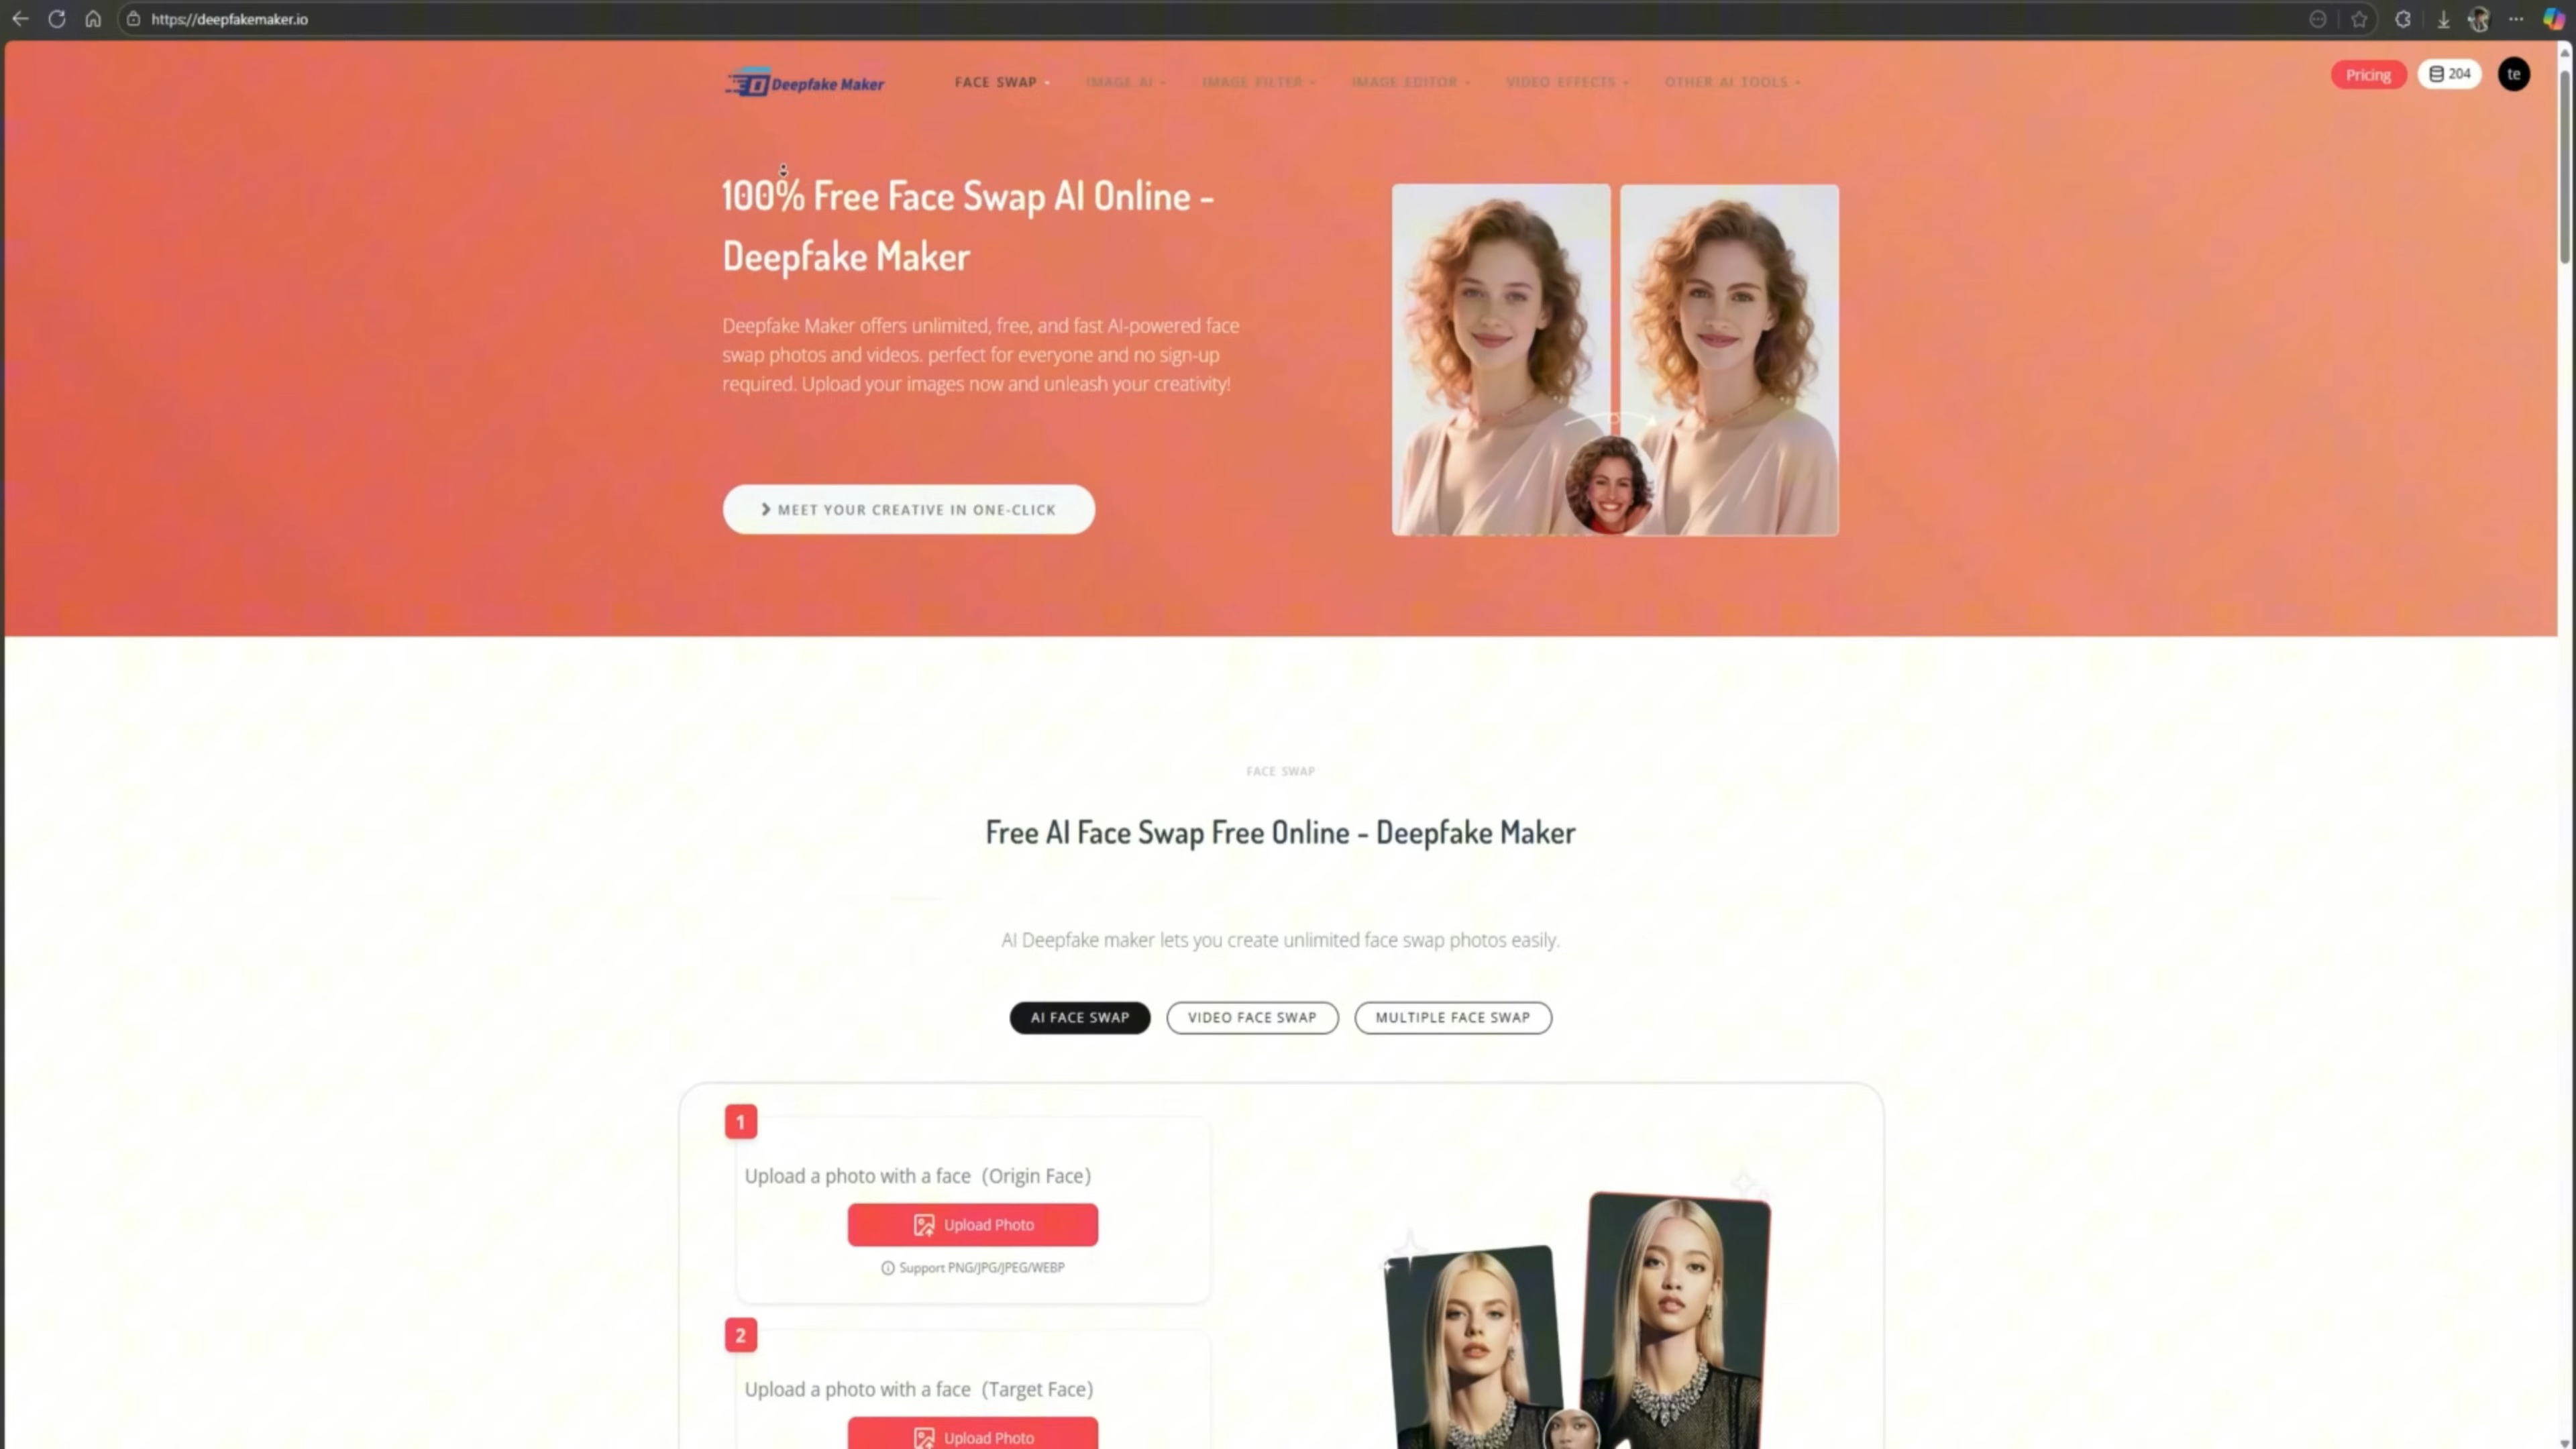 https://deepfakemaker.io
Deepfake Maker
FACE SWAP
IMAGE AI
IMAGE FILTER
IMAGE EDITOR
VIDEO EFFECTS
OTHER AI TOOLS
Pricing
204
te
100% Free Face Swap AI Online -
Deepfake Maker
Deepfake Maker offers unlimited, free, and fast AI-powered face
swap photos and videos. perfect for everyone and no sign-up
required. Upload your images now and unleash your creativity!
MEET YOUR CREATIVE IN ONE-CLICK
FACE SWAP
Free AI Face Swap Free Online - Deepfake Maker
AI Deepfake maker lets you create unlimited face swap photos easily.
AI FACE SWAP
VIDEO FACE SWAP
MULTIPLE FACE SWAP
1
Upload a photo with a face (Origin Face)
Upload Photo
Support PNG/JPG/JPEG/WEBP
2
Upload a photo with a face (Target Face)
Upload Photo